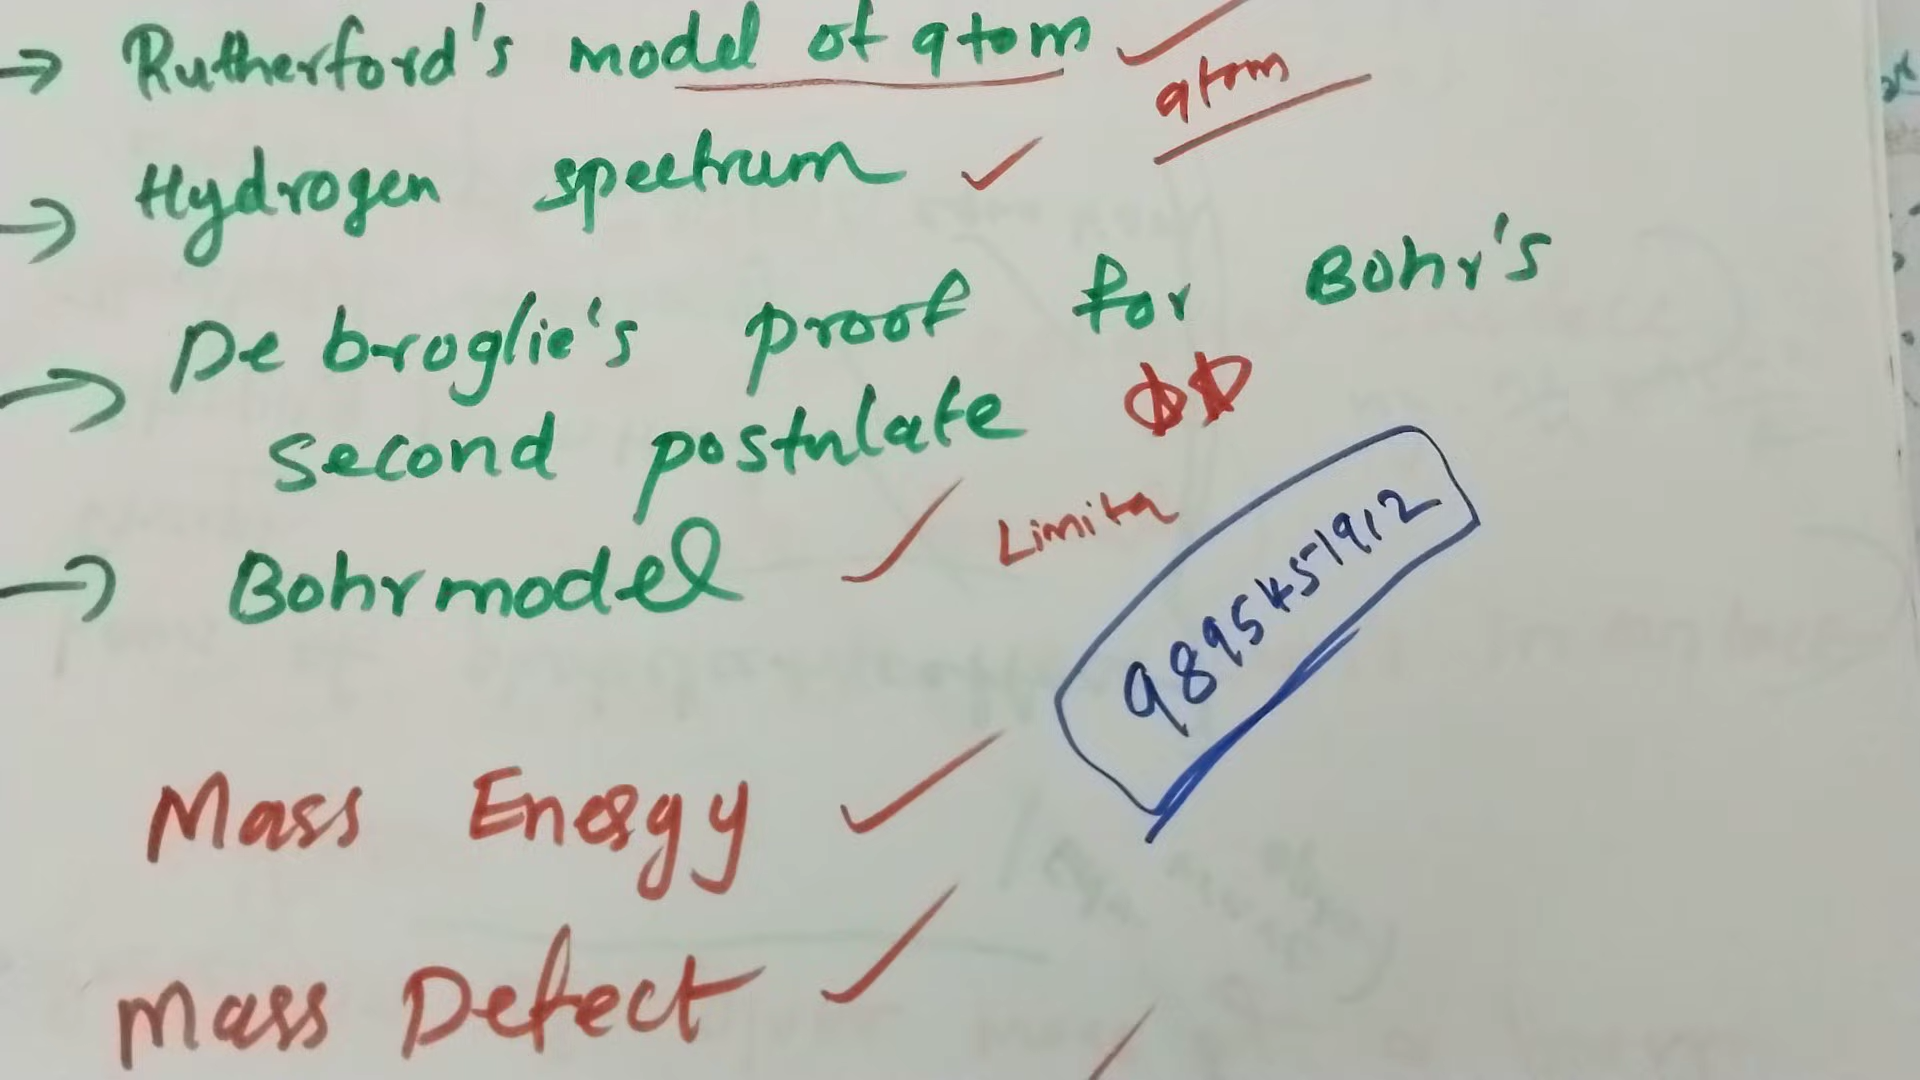 → Rutherford's model of atom ✓
atom
→ Hydrogen spectrum ✓
→ De broglie's proof for Bohr's
second postulate
→ Bohr model ✓ Limita
9895451912
Mass Energy ✓
Mass Defect ✓